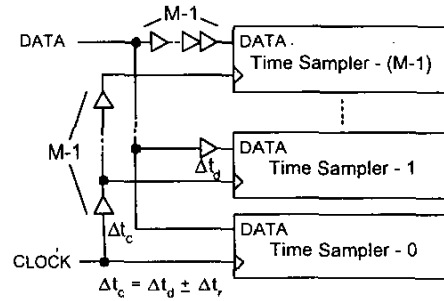 M-1
DATA
DATA
Time Sampler - (M-1)
M-1
DATA
Δt_d
Time Sampler - 1
Δt_c
DATA
Time Sampler - 0
CLOCK
Δt_c = Δt_d ± Δt_r